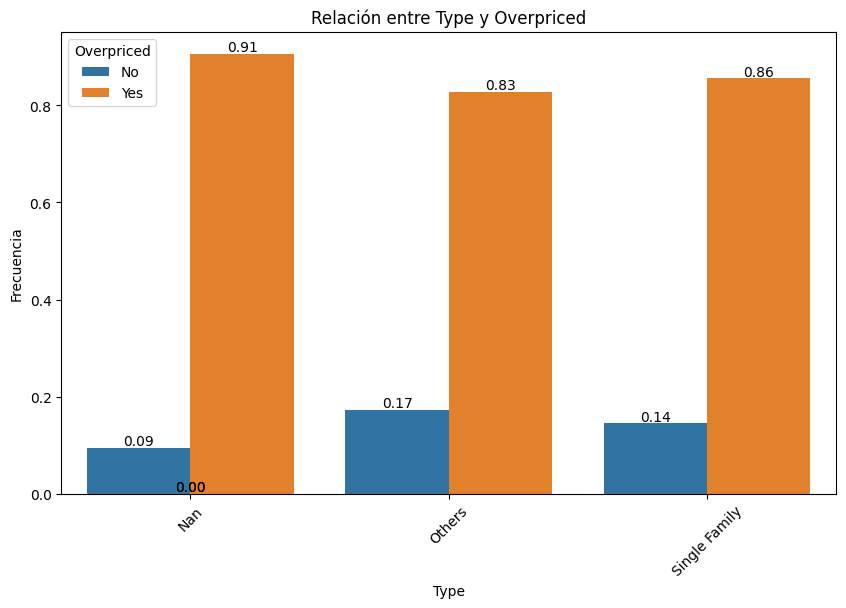 Relación entre Type y Overpriced
Overpriced
No
Yes
0.91
0.83
0.86
0.09
0.17
0.14
0.00
Frecuencia
0.8
0.6
0.4
0.2
0.0
Nan
Others
Single Family
Type